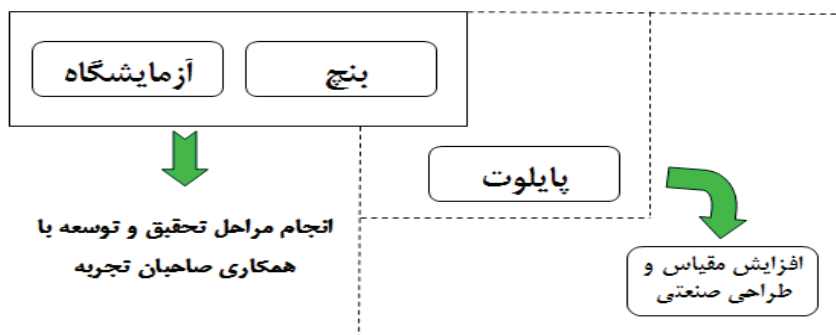 آزمایشگاه
بنچ
پایلوت
انجام مراحل تحقیق و توسعه با
همکاری صاحبان تجربه
افزایش مقیاس و
طراحی صنعتی